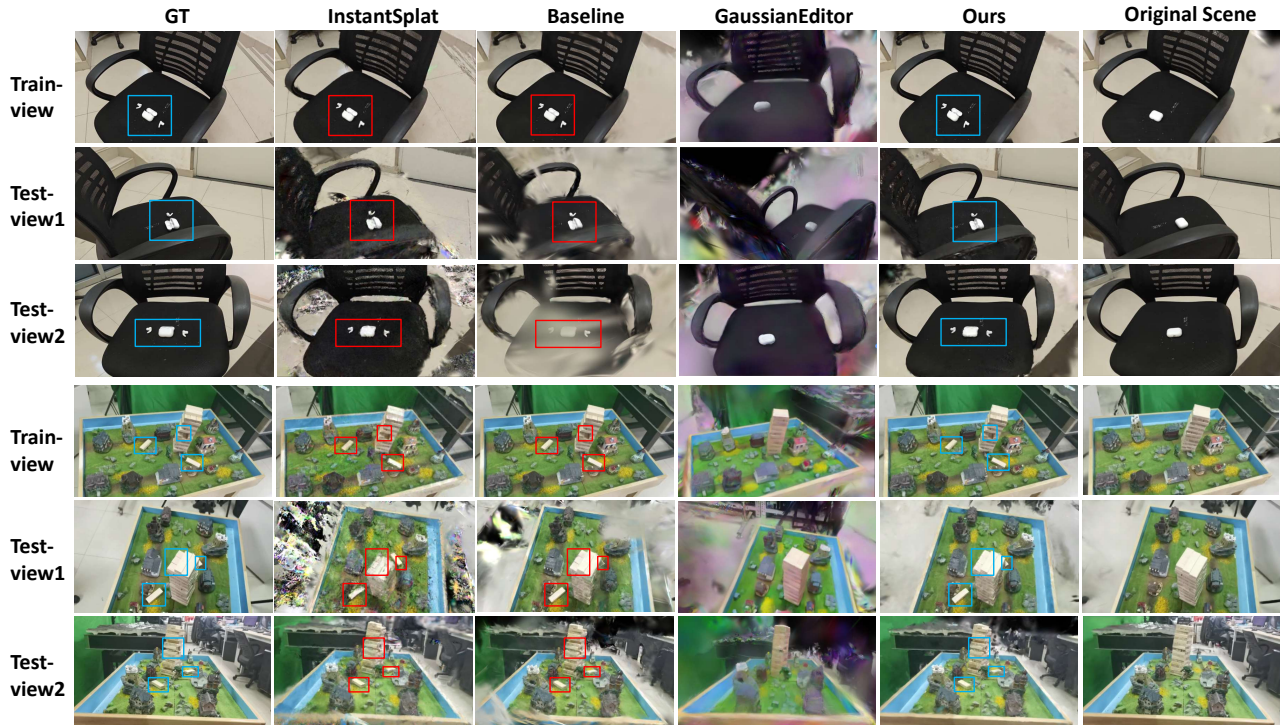 GT InstantSplat Baseline GaussianEditor Ours Original Scene
Train-
view
Test-
view1
Test-
view2
Train-
view
Test-
view1
Test-
view2